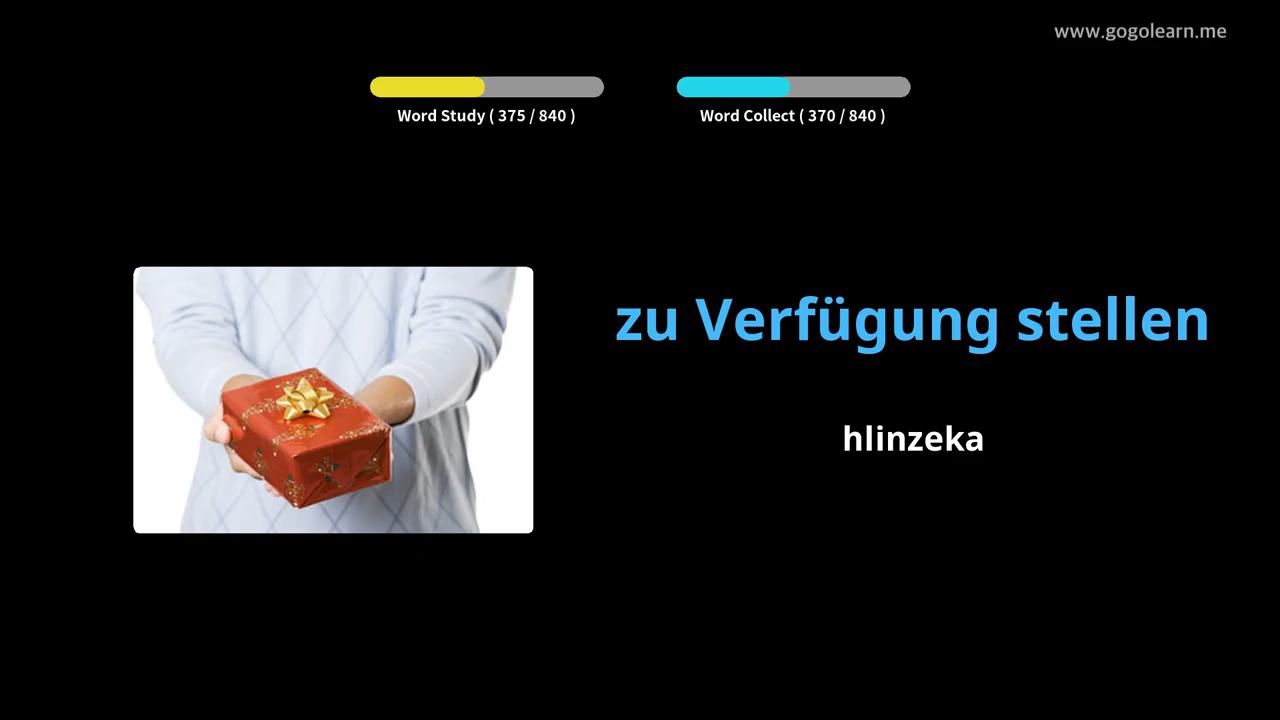 www.gogolearn.me
Word Study ( 375 / 840 )
Word Collect ( 370 / 840 )
zu Verfügung stellen
hlinzeka